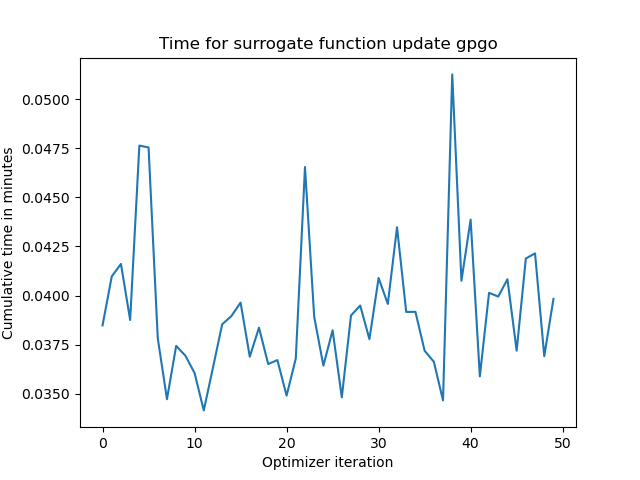 Time for surrogate function update gpgo
Cumulative time in minutes
0.0500
0.0475
0.0450
0.0425
0.0400
0.0375
0.0350
0 10 20 30 40 50
Optimizer iteration